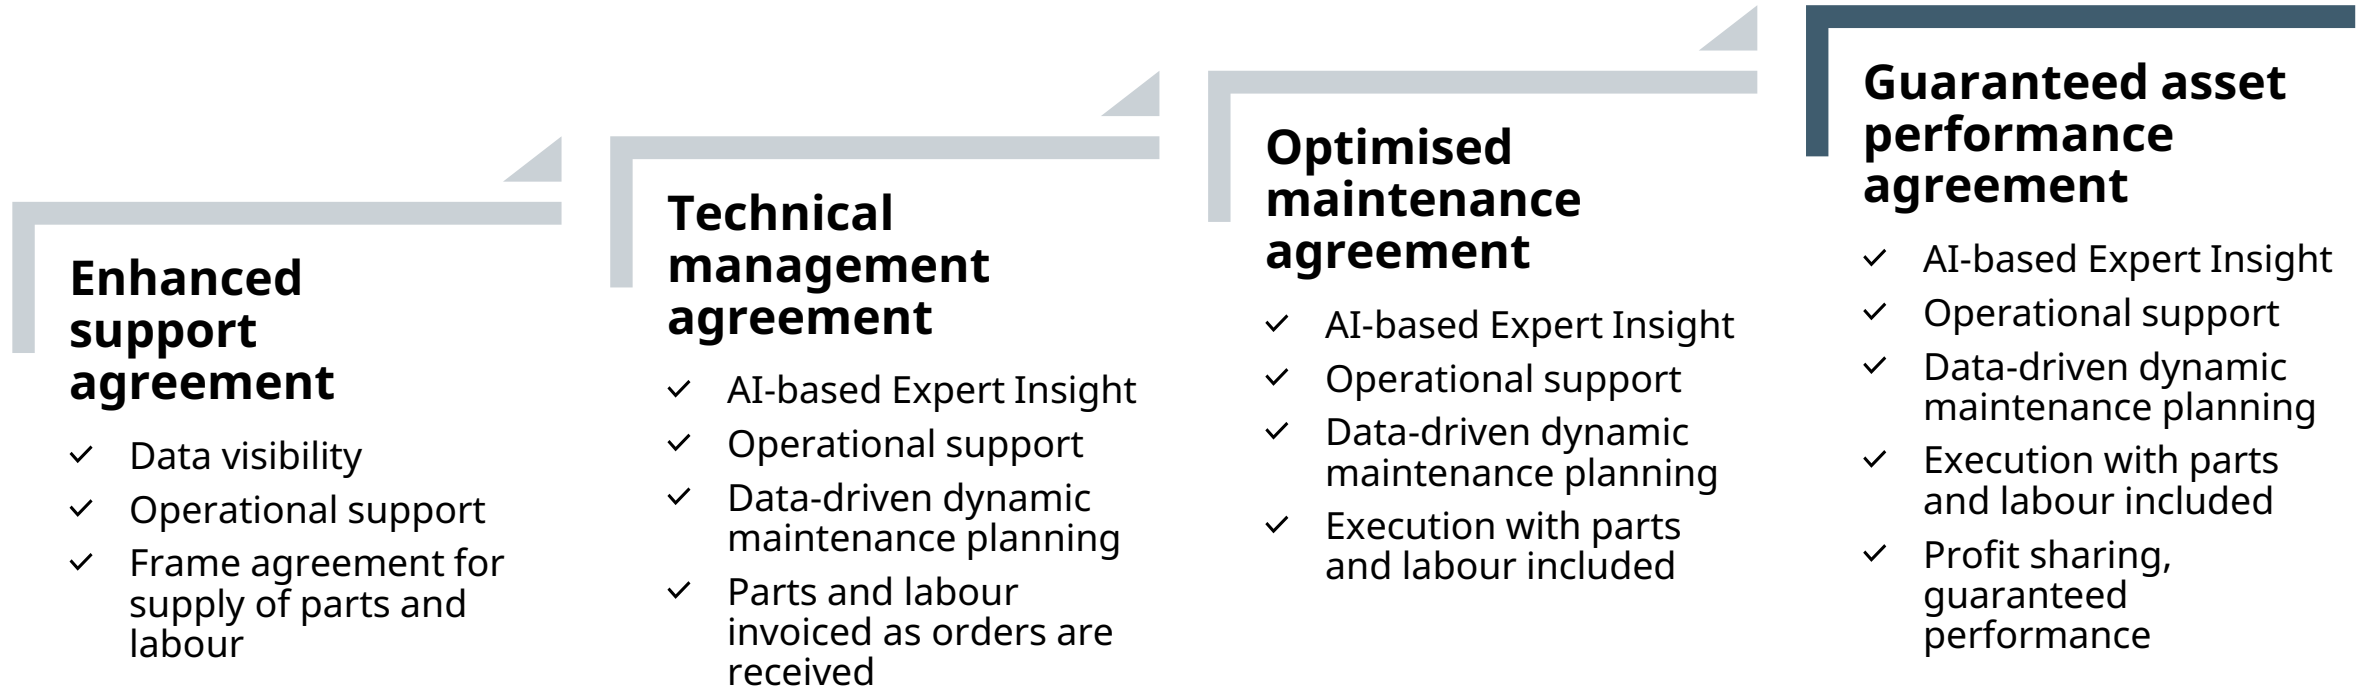 Enhanced
support
agreement
Data visibility
Operational support
Frame agreement for
supply of parts and
labour
Technical
management
agreement
AI-based Expert Insight
Operational support
Data-driven dynamic
maintenance planning
Parts and labour
invoiced as orders are
received
Optimised
maintenance
agreement
AI-based Expert Insight
Operational support
Data-driven dynamic
maintenance planning
Execution with parts
and labour included
Guaranteed asset
performance
agreement
AI-based Expert Insight
Operational support
Data-driven dynamic
maintenance planning
Execution with parts
and labour included
Profit sharing,
guaranteed
performance